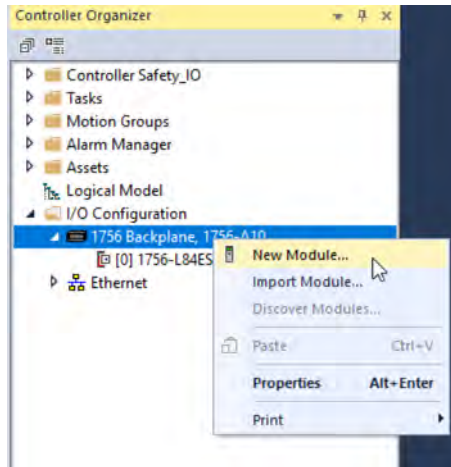 Controller Organizer
Controller Safety_IO
Tasks
Motion Groups
Alarm Manager
Assets
Logical Model
I/O Configuration
1756 Backplane, 1756-A10
[0] 1756-L84ES
Ethernet
New Module...
Import Module...
Discover Modules...
Paste Ctrl+V
Properties Alt+Enter
Print